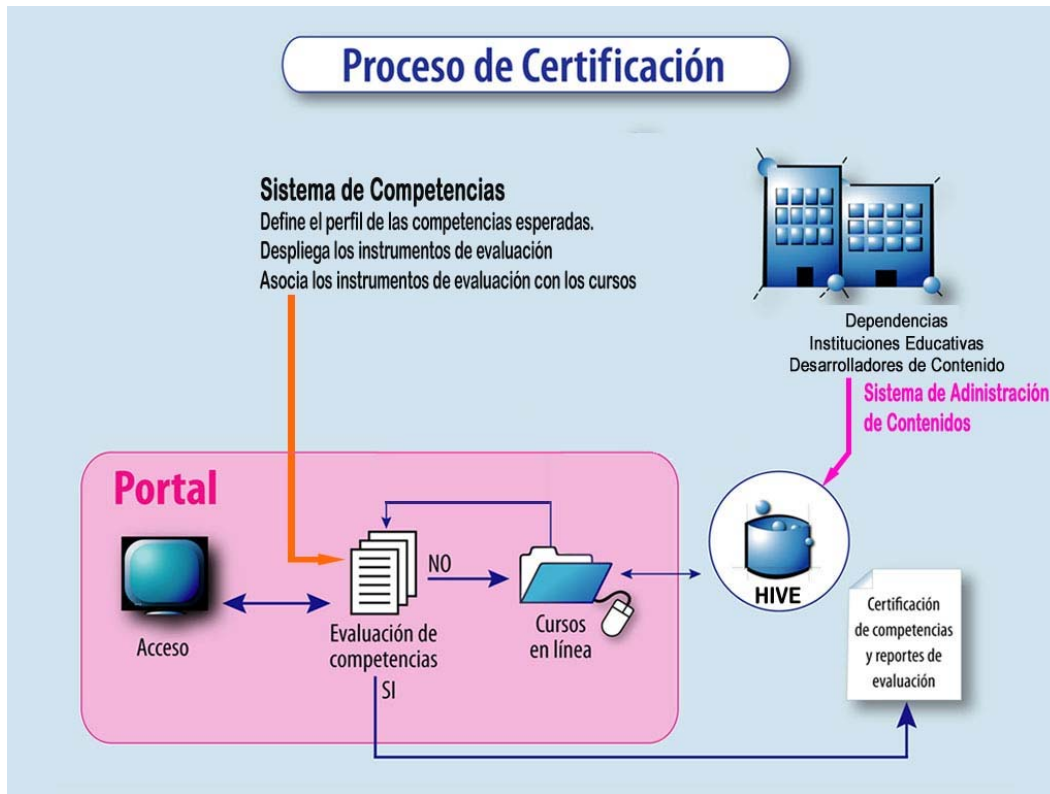 Proceso de Certificación
Sistema de Competencias
Define el perfil de las competencias esperadas.
Despliega los instrumentos de evaluación
Asocia los instrumentos de evaluación con los cursos
Dependencias
Instituciones Educativas
Desarrolladores de Contenido
Sistema de Adinistración
de Contenidos
Portal
Acceso
Evaluación de
competencias
NO
SI
Cursos
en línea
HIVE
Certificación
de competencias
y reportes de
evaluación